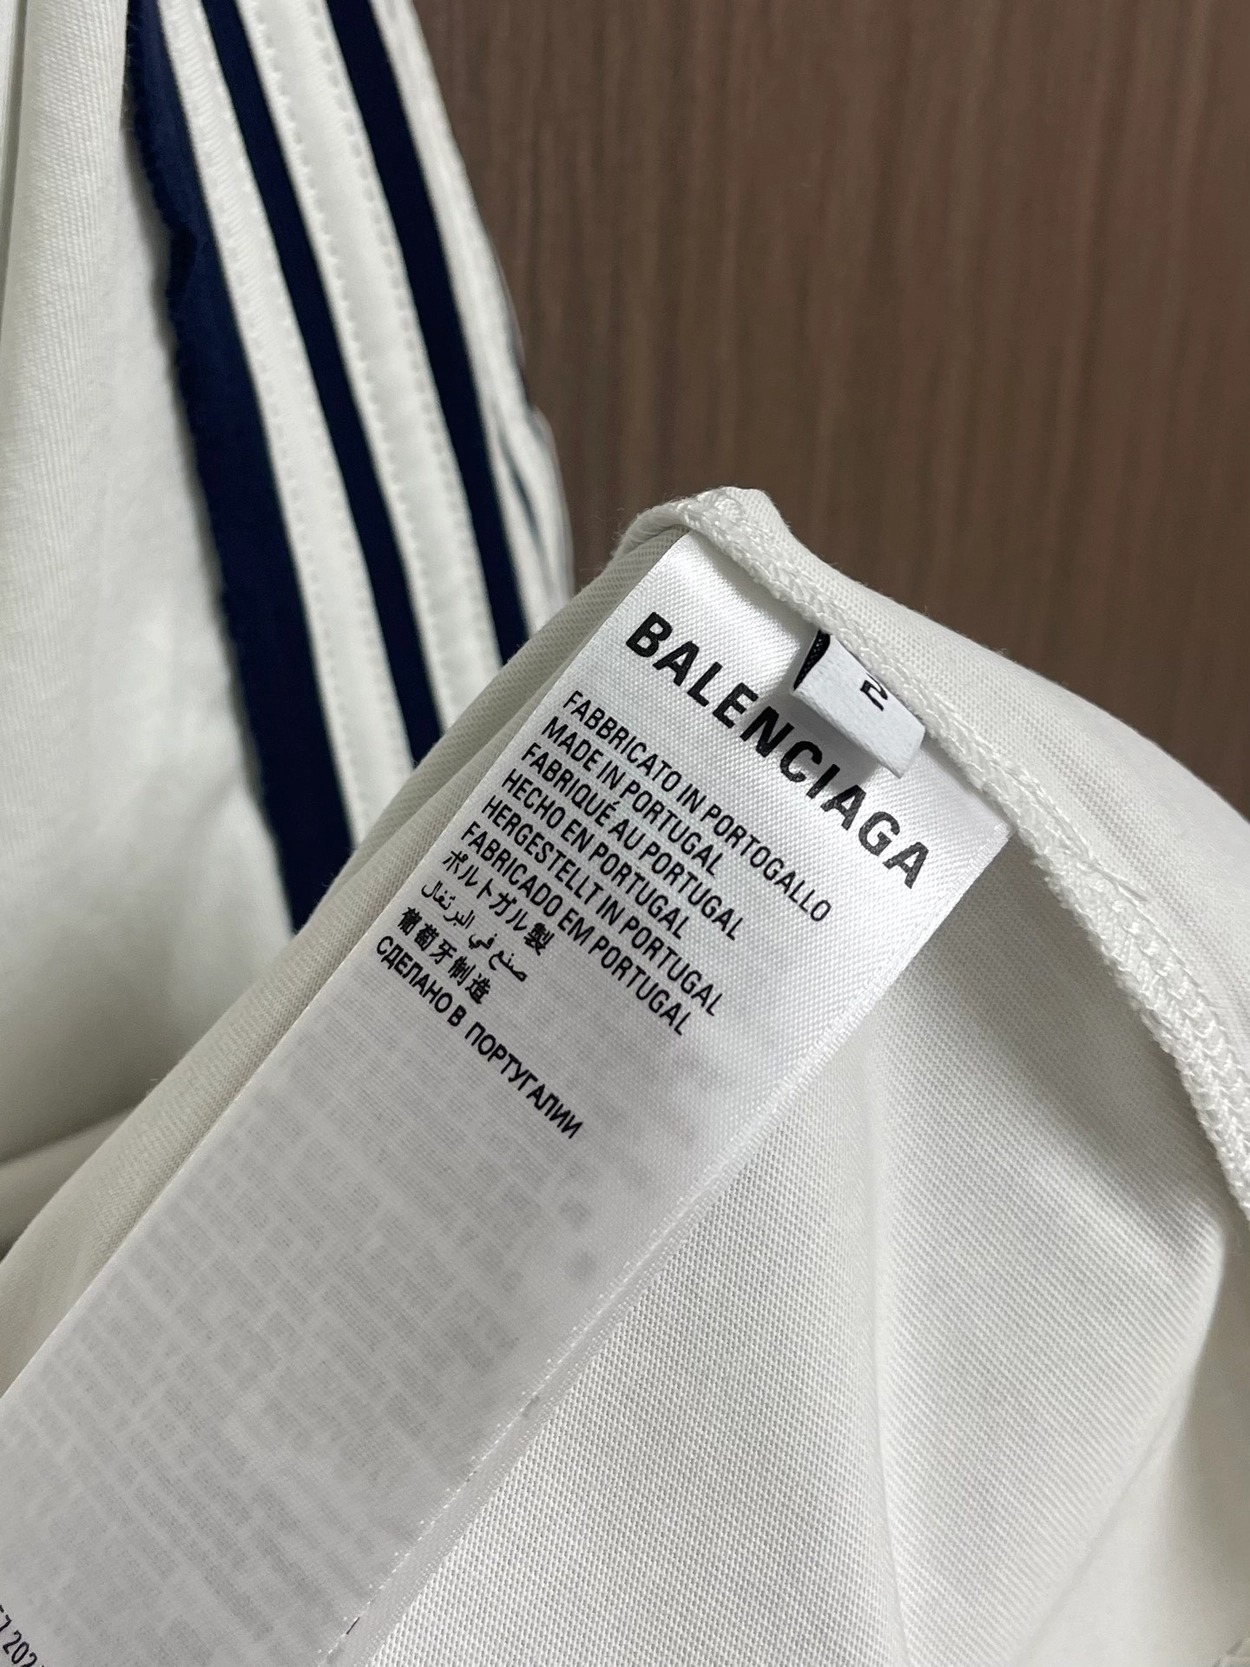 BALENCIAGA
2
FABBRICATO IN PORTOGALLO
MADE IN PORTUGAL
FABRIQUÉ AU PORTUGAL
HECHO EN PORTUGAL
HERGESTELLT IN PORTUGAL
FABRICADO EM PORTUGAL
ポルトガル製
صنع في البرتغال
葡萄牙制造
СДЕЛАНО В ПОРТУГАЛИИ